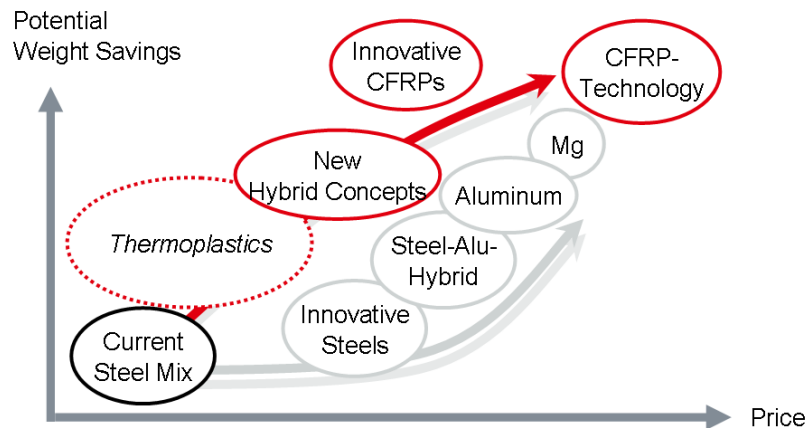 Potential
Weight Savings
Innovative
CFRPs
CFRP-
Technology
Mg
New
Hybrid Concepts
Aluminum
Thermoplastics
Steel-Alu-
Hybrid
Innovative
Steels
Current
Steel Mix
Price